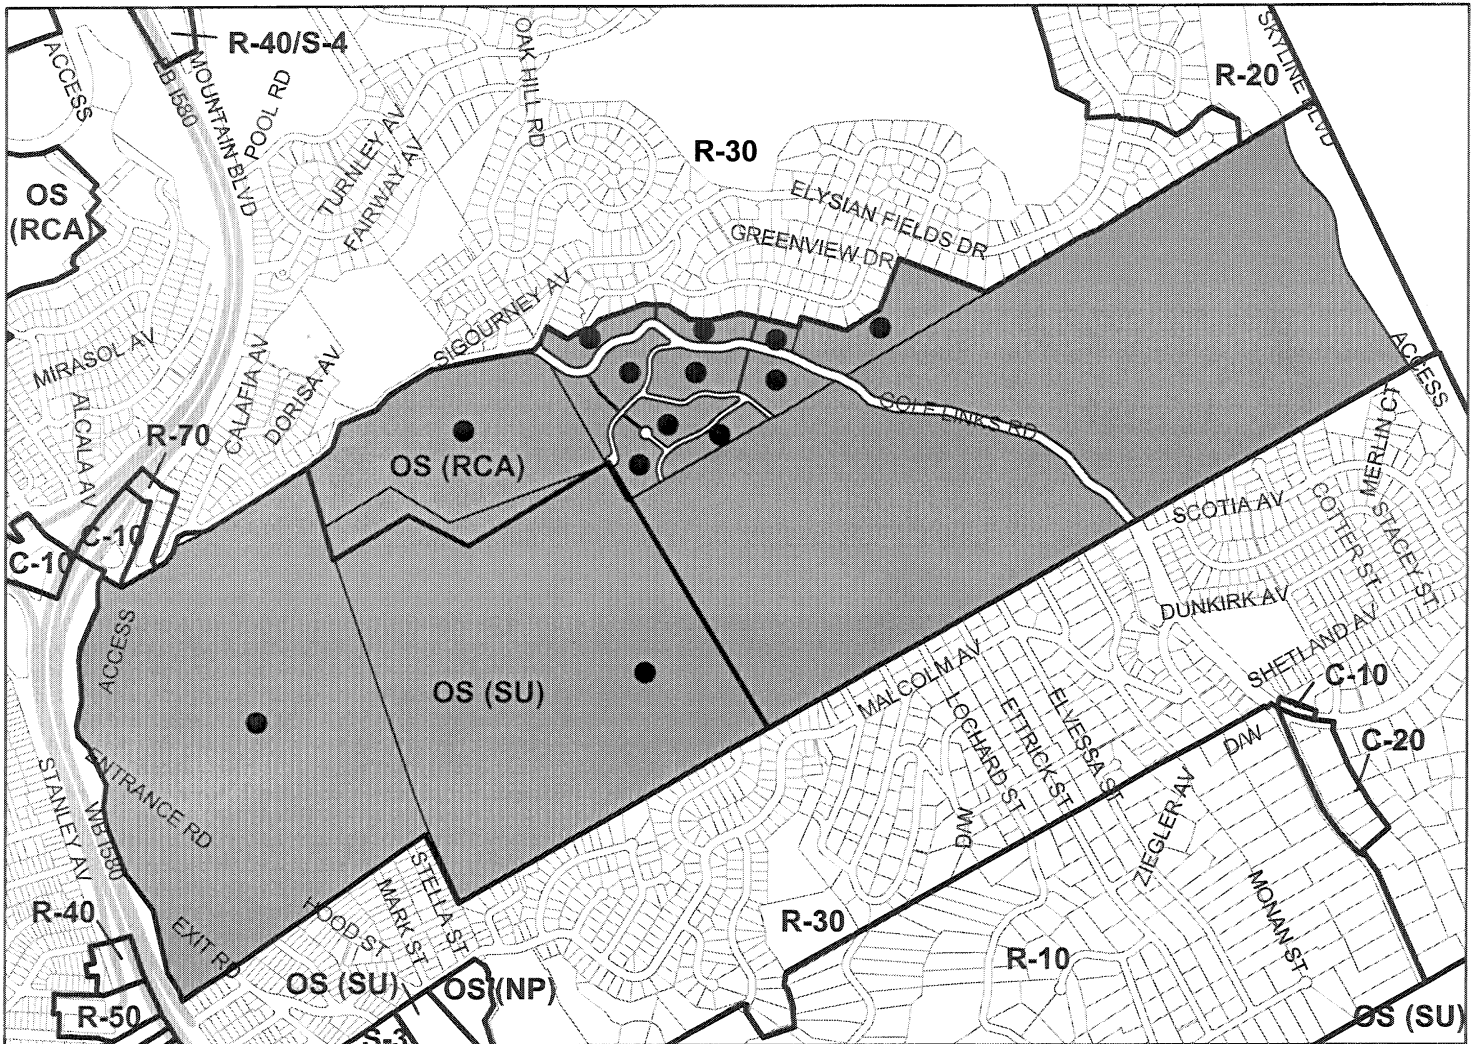 R-40/S-4
ACCESS
EB I580
MOUNTAIN BLVD
POOL RD
OAK HILL RD
SKYLINE BLVD
R-20
TURNLEY AV
FAIRWAY AV
R-30
OS
(RCA)
ELYSIAN FIELDS DR
GREENVIEW DR
SIGOURNEY AV
MIRASOL AV
CALAFIA AV
DORISA AV
ALCALA AV
R-70
ACCESS
GOLF LINKS RD
MERLIN CT
OS (RCA)
C-10
C-10
SCOTIA AV
COTTER ST
STACEY ST
DUNKIRK AV
SHETLAND AV
ACCESS
MALCOLM AV
C-10
OS (SU)
LOCHARD ST
ETTRICK ST
ELVESSA ST
D/W
C-20
ENTRANCE RD
STANLEY AV
WB I580
D/W
ZIEGLER AV
MONAN ST
R-40
EXIT RD
HOOD ST
MARK ST
STELLA ST
R-30
R-10
OS (SU)
OS (NP)
R-50
S-3
OS (SU)